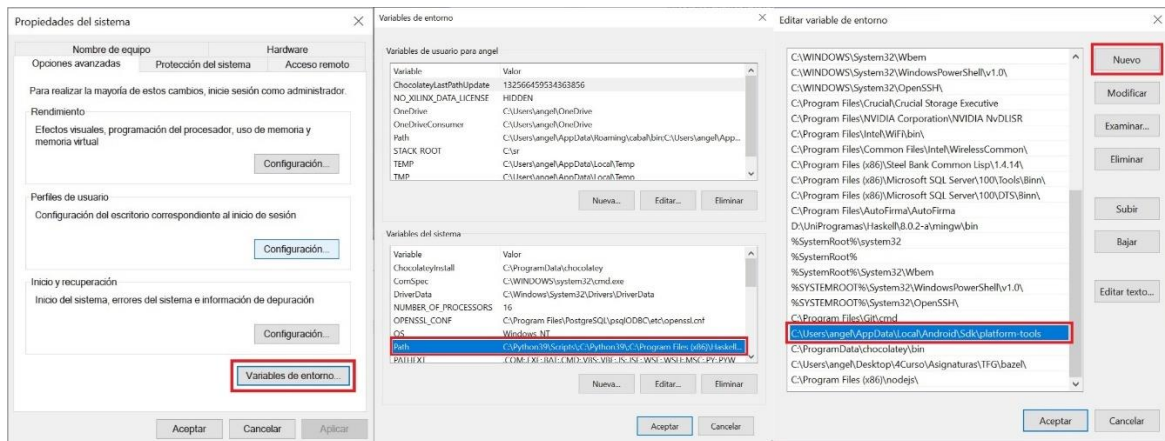 Propiedades del sistema
Nombre de equipo Hardware
Opciones avanzadas Protección del sistema Acceso remoto
Para realizar la mayoría de estos cambios, inicie sesión como administrador.
Rendimiento
Efectos visuales, programación del procesador, uso de memoria y
memoria virtual
Configuración...
Perfiles de usuario
Configuración del escritorio correspondiente al inicio de sesión
Configuración...
Inicio y recuperación
Inicio del sistema, errores del sistema e información de depuración
Configuración...
Variables de entorno...
Aceptar Cancelar Aplicar
Variables de entorno
Variables de usuario para angel
Variable Valor
ChocolateyLastPathUpdate 132566459534363856
NO_XILINX_DATA_LICENSE HIDDEN
OneDrive C:\Users\angel\OneDrive
OneDriveConsumer C:\Users\angel\OneDrive
Path C:\Users\angel\AppData\Roaming\cabal\bin;C:\Users\angel\App...
STACK ROOT C:\sr
TEMP C:\Users\angel\AppData\Local\Temp
TMP C:\Users\angel\AppData\Local\Temp
Nueva... Editar... Eliminar
Variables del sistema
Variable Valor
ChocolateyInstall C:\ProgramData\chocolatey
ComSpec C:\WINDOWS\system32\cmd.exe
DriverData C:\Windows\System32\Drivers\DriverData
NUMBER_OF_PROCESSORS 16
OPENSSL_CONF C:\Program Files\PostgreSQL\psqlODBC\etc\openssl.cnf
OS Windows_NT
Path C:\Python39\Scripts\;C:\Python39\;C:\Program Files (x86)\Haskell...
PATHEXT .COM;.EXE;.BAT;.CMD;.VBS;.VBE;.JS;.JSE;.WSF;.WSH;.MSC;.PY;.PYW
Nueva... Editar... Eliminar
Aceptar Cancelar
Editar variable de entorno
C:\WINDOWS\System32\Wbem
C:\WINDOWS\System32\WindowsPowerShell\v1.0\
C:\WINDOWS\System32\OpenSSH\
C:\Program Files\Crucial\Crucial Storage Executive
C:\Program Files\NVIDIA Corporation\NVIDIA NvDLISR
C:\Program Files\Intel\WiFi\bin\
C:\Program Files\Common Files\Intel\WirelessCommon\
C:\Program Files (x86)\Steel Bank Common Lisp\1.4.14\
C:\Program Files (x86)\Microsoft SQL Server\100\Tools\Binn\
C:\Program Files (x86)\Microsoft SQL Server\100\DTS\Binn\
C:\Program Files\AutoFirma\AutoFirma
D:\UniProgramas\Haskell\8.0.2-a\mingw\bin
%SystemRoot%\system32
%SystemRoot%
%SystemRoot%\System32\Wbem
%SYSTEMROOT%\System32\WindowsPowerShell\v1.0\
%SYSTEMROOT%\System32\OpenSSH\
C:\Program Files\Git\cmd
C:\Users\angel\AppData\Local\Android\Sdk\platform-tools
C:\ProgramData\chocolatey\bin
C:\Users\angel\Desktop\4Curso\Asignaturas\TFG\bazel\
C:\Program Files (x86)\nodejs\
Nuevo
Modificar
Examinar...
Eliminar
Subir
Bajar
Editar texto...
Aceptar Cancelar